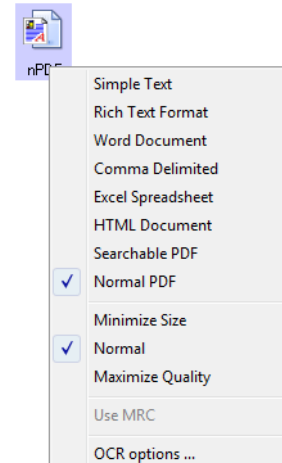 nPDF
Simple Text
Rich Text Format
Word Document
Comma Delimited
Excel Spreadsheet
HTML Document
Searchable PDF
Normal PDF
Minimize Size
Normal
Maximize Quality
Use MRC
OCR options ...